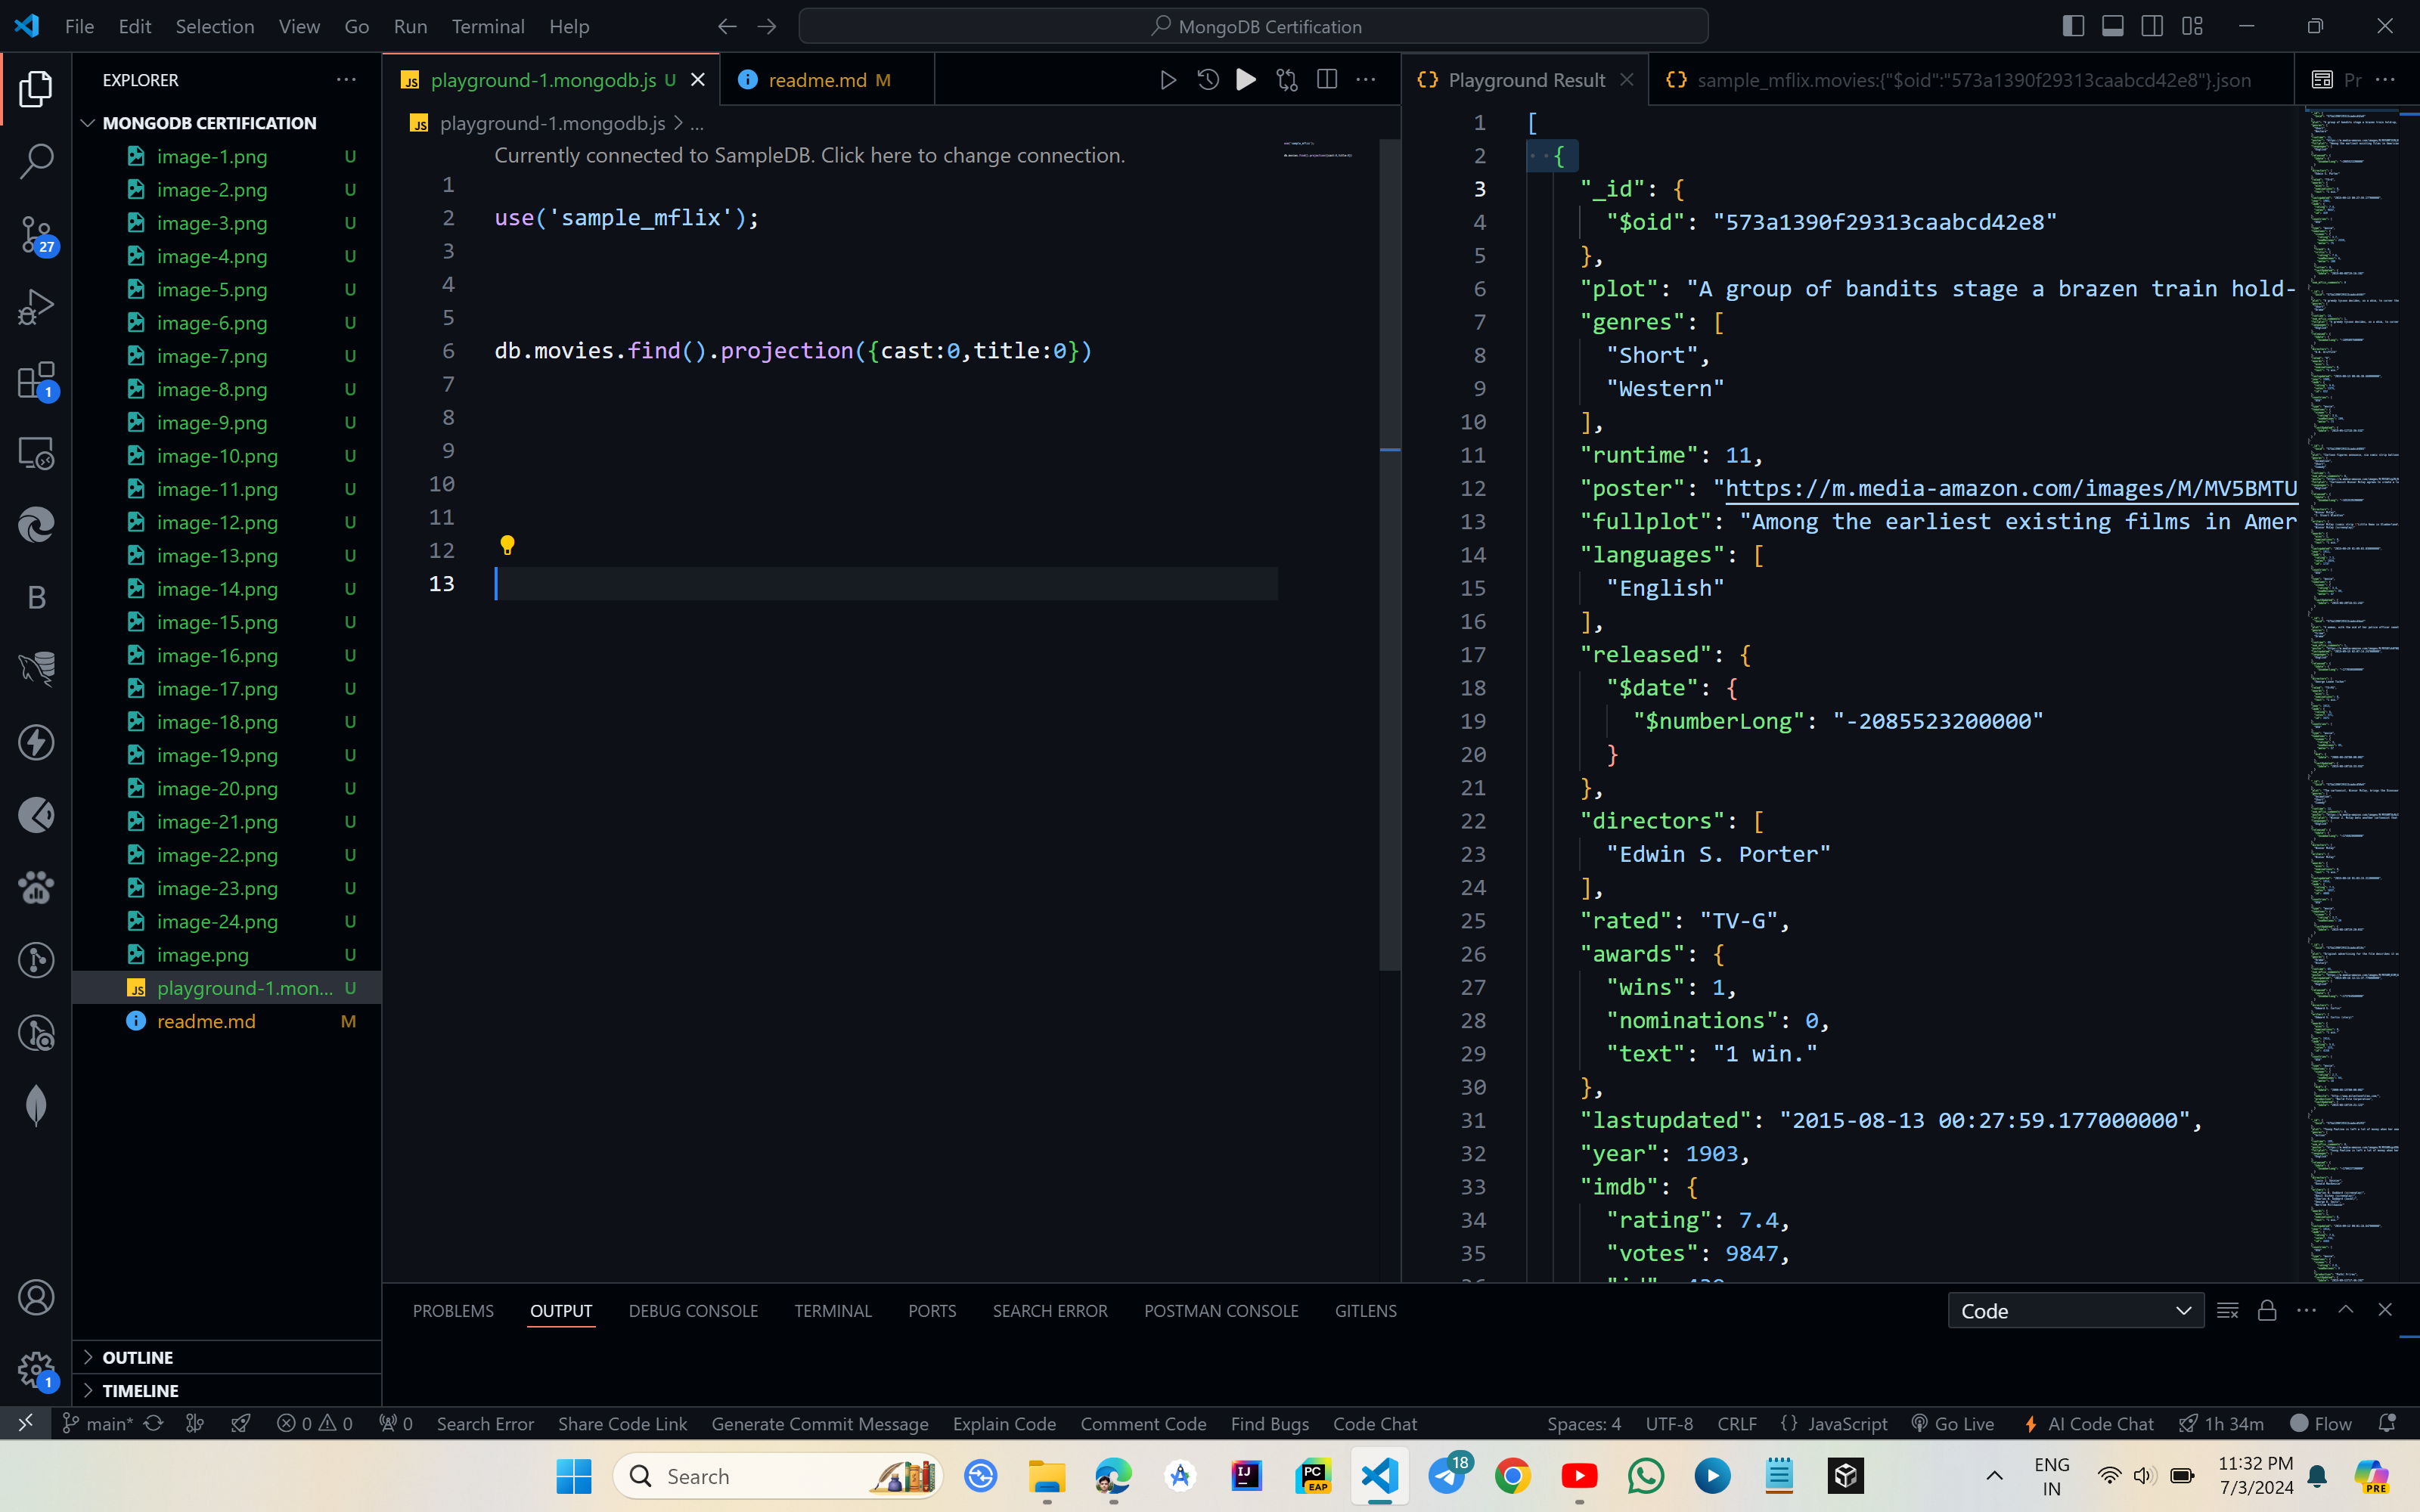 File Edit Selection View Go Run Terminal Help
MongoDB Certification
EXPLORER
MONGODB CERTIFICATION
image-1.png U
image-2.png U
image-3.png U
image-4.png U
image-5.png U
image-6.png U
image-7.png U
image-8.png U
image-9.png U
image-10.png U
image-11.png U
image-12.png U
image-13.png U
image-14.png U
image-15.png U
image-16.png U
image-17.png U
image-18.png U
image-19.png U
image-20.png U
image-21.png U
image-22.png U
image-23.png U
image-24.png U
image.png U
JS playground-1.mon... U
readme.md M
OUTLINE
TIMELINE
27
1
B
1
JS playground-1.mongodb.js U
readme.md M
JS playground-1.mongodb.js > ...
Currently connected to SampleDB. Click here to change connection.
1
2 use('sample_mflix');
3
4
5
6 db.movies.find().projection({cast:0,title:0})
7
8
9
10
11
12
13
{} Playground Result
{} sample_mflix.movies:{"$oid":"573a1390f29313caabcd42e8"}.json
Pr ...
1 [
2 {
3 "_id": {
4 "$oid": "573a1390f29313caabcd42e8"
5 },
6 "plot": "A group of bandits stage a brazen train hold-
7 "genres": [
8 "Short",
9 "Western"
10 ],
11 "runtime": 11,
12 "poster": "https://m.media-amazon.com/images/M/MV5BMTU
13 "fullplot": "Among the earliest existing films in Amer
14 "languages": [
15 "English"
16 ],
17 "released": {
18 "$date": {
19 "$numberLong": "-2085523200000"
20 }
21 },
22 "directors": [
23 "Edwin S. Porter"
24 ],
25 "rated": "TV-G",
26 "awards": {
27 "wins": 1,
28 "nominations": 0,
29 "text": "1 win."
30 },
31 "lastupdated": "2015-08-13 00:27:59.177000000",
32 "year": 1903,
33 "imdb": {
34 "rating": 7.4,
35 "votes": 9847,
PROBLEMS OUTPUT DEBUG CONSOLE TERMINAL PORTS SEARCH ERROR POSTMAN CONSOLE GITLENS
Code
main* 0 0 0 Search Error Share Code Link Generate Commit Message Explain Code Comment Code Find Bugs Code Chat
Spaces: 4 UTF-8 CRLF {} JavaScript Go Live AI Code Chat 1h 34m Flow
Search
IJ
PC
EAP
18
ENG
IN
11:32 PM
7/3/2024
PRE